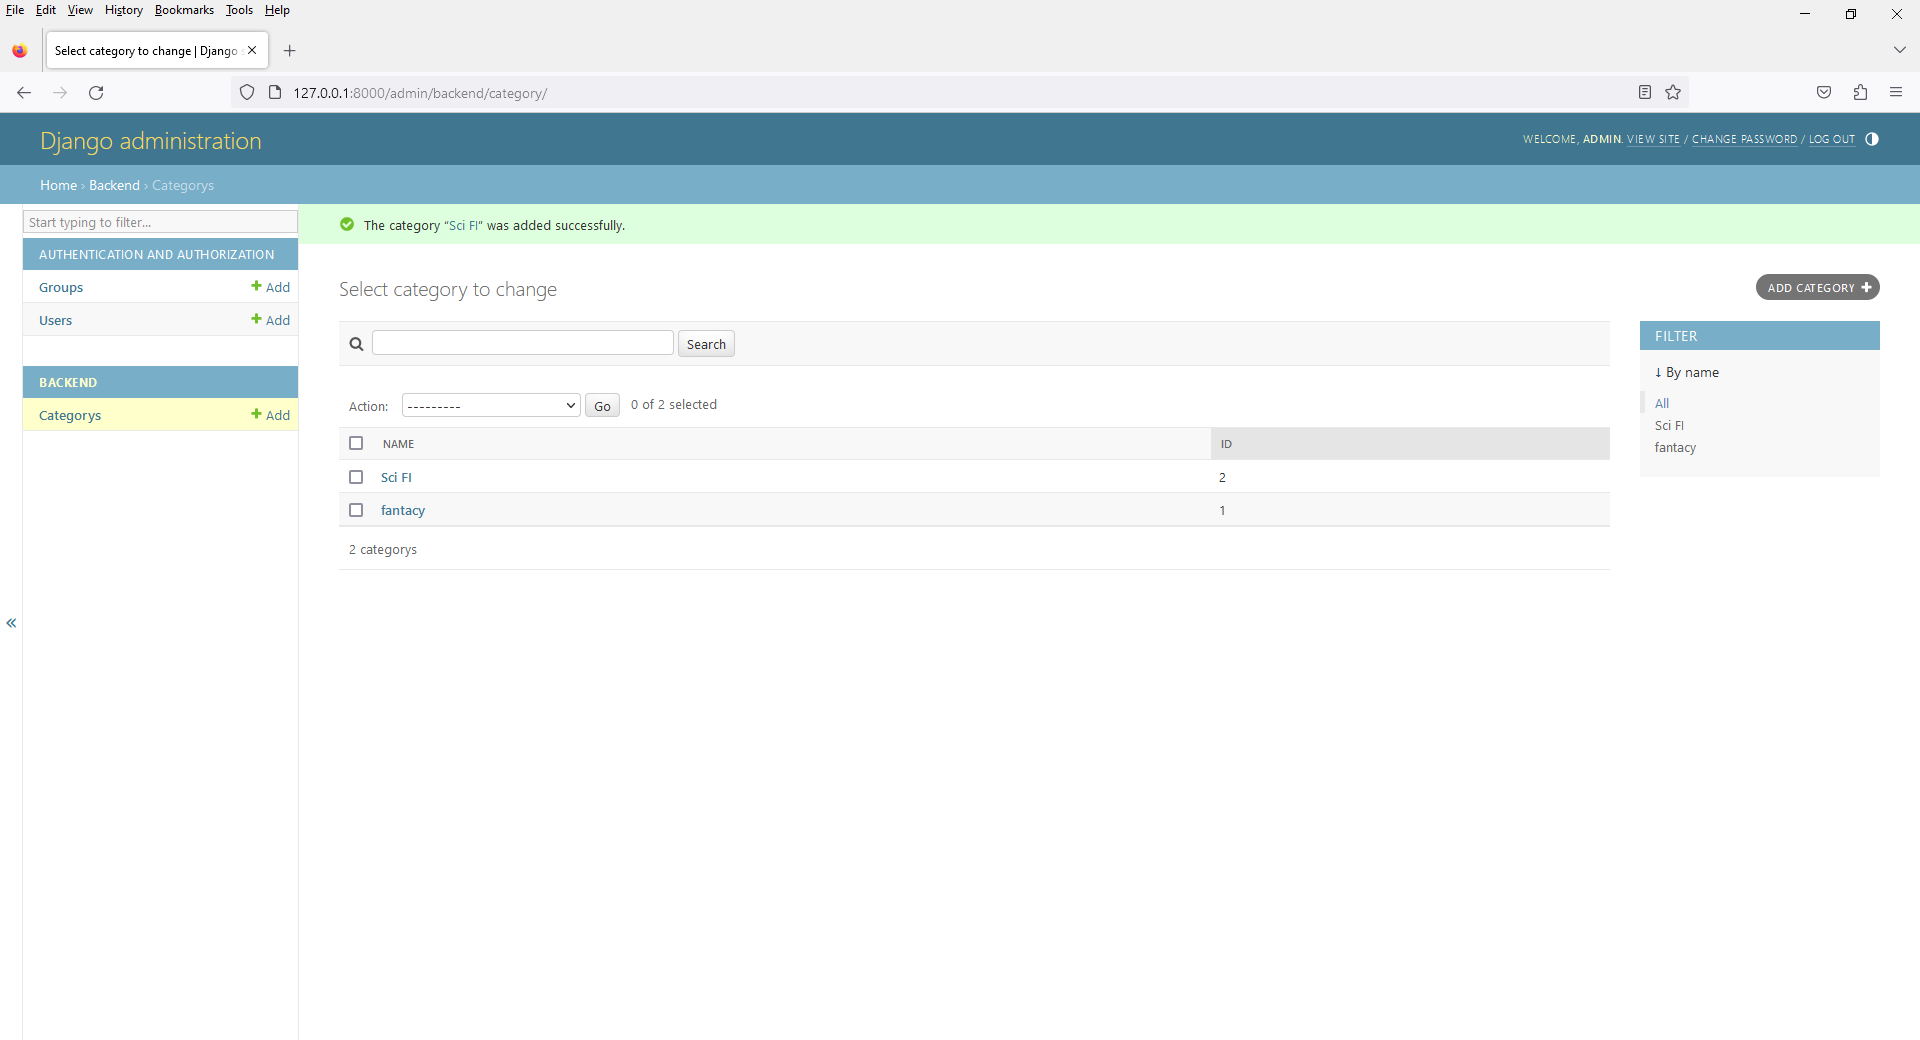 File Edit View History Bookmarks Tools Help
Select category to change | Django s
127.0.0.1:8000/admin/backend/category/
Django administration
WELCOME, ADMIN. VIEW SITE / CHANGE PASSWORD / LOG OUT
Home › Backend › Categorys
Start typing to filter...
AUTHENTICATION AND AUTHORIZATION
Groups + Add
Users + Add
BACKEND
Categorys + Add
«
The category “Sci FI” was added successfully.
Select category to change
ADD CATEGORY +
Search
Action: --------- Go 0 of 2 selected
NAME ID
Sci FI 2
fantacy 1
2 categorys
FILTER
↓ By name
All
Sci FI
fantacy